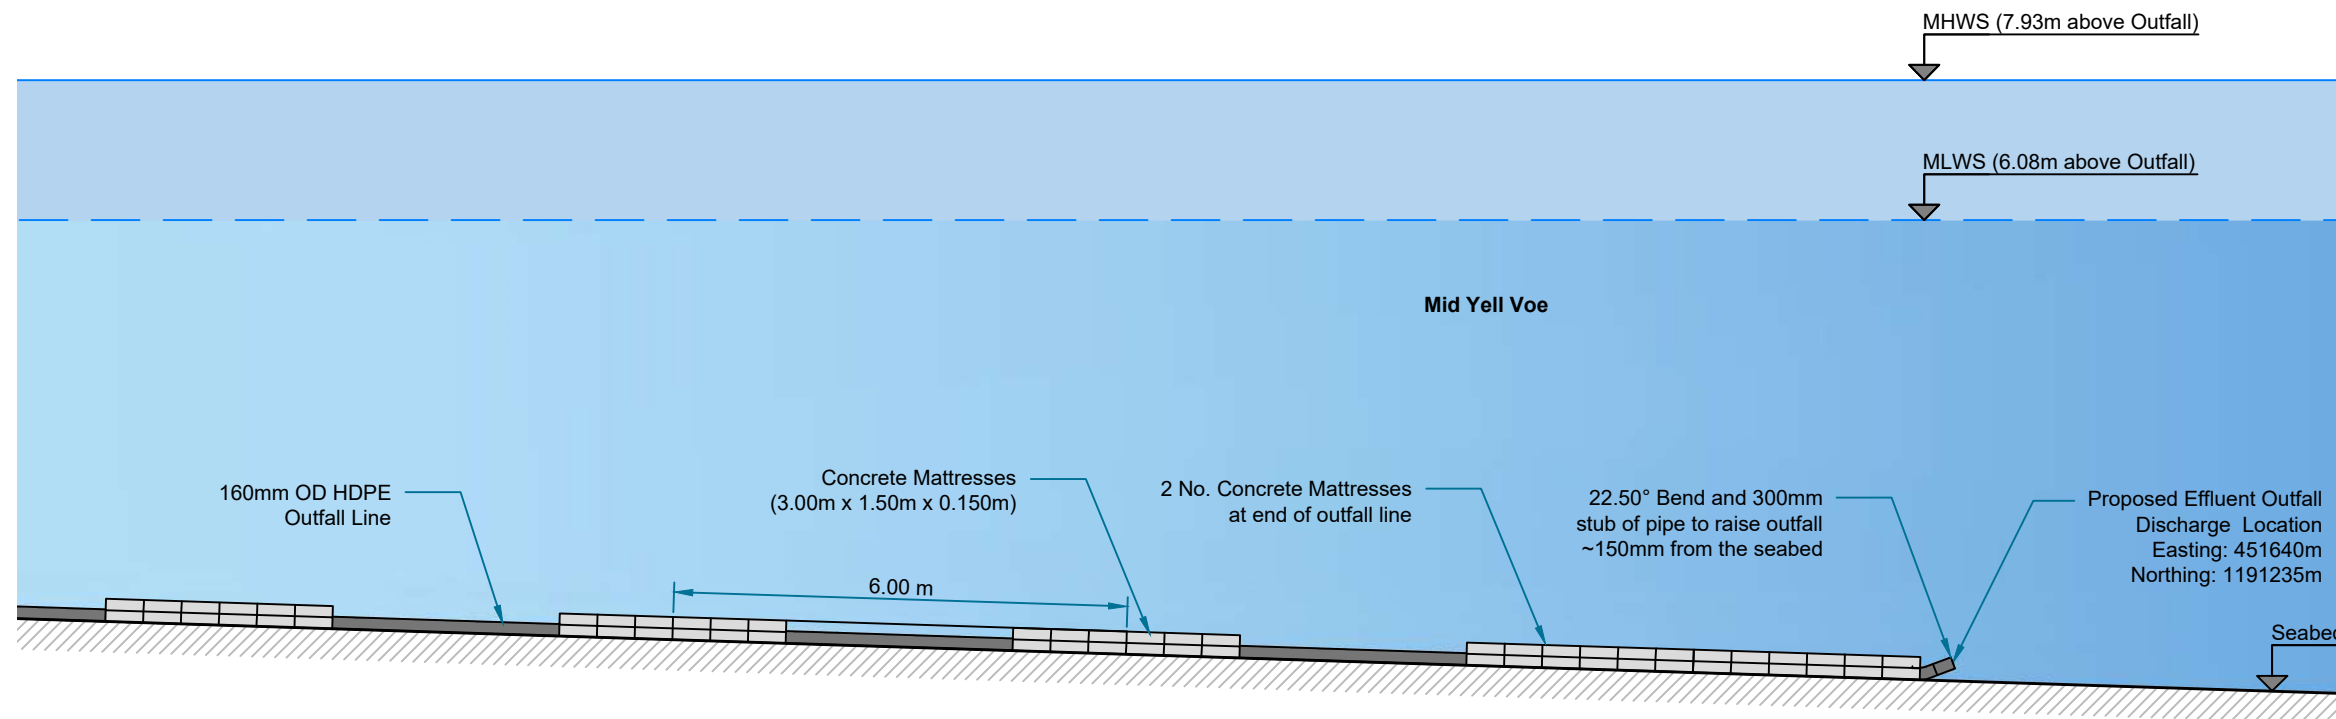 MHWS (7.93m above Outfall)
MLWS (6.08m above Outfall)
Mid Yell Voe
160mm OD HDPE
Outfall Line
Concrete Mattresses
(3.00m x 1.50m x 0.150m)
6.00 m
2 No. Concrete Mattresses
at end of outfall line
22.50° Bend and 300mm
stub of pipe to raise outfall
~150mm from the seabed
Proposed Effluent Outfall
Discharge Location
Easting: 451640m
Northing: 1191235m
Seabed